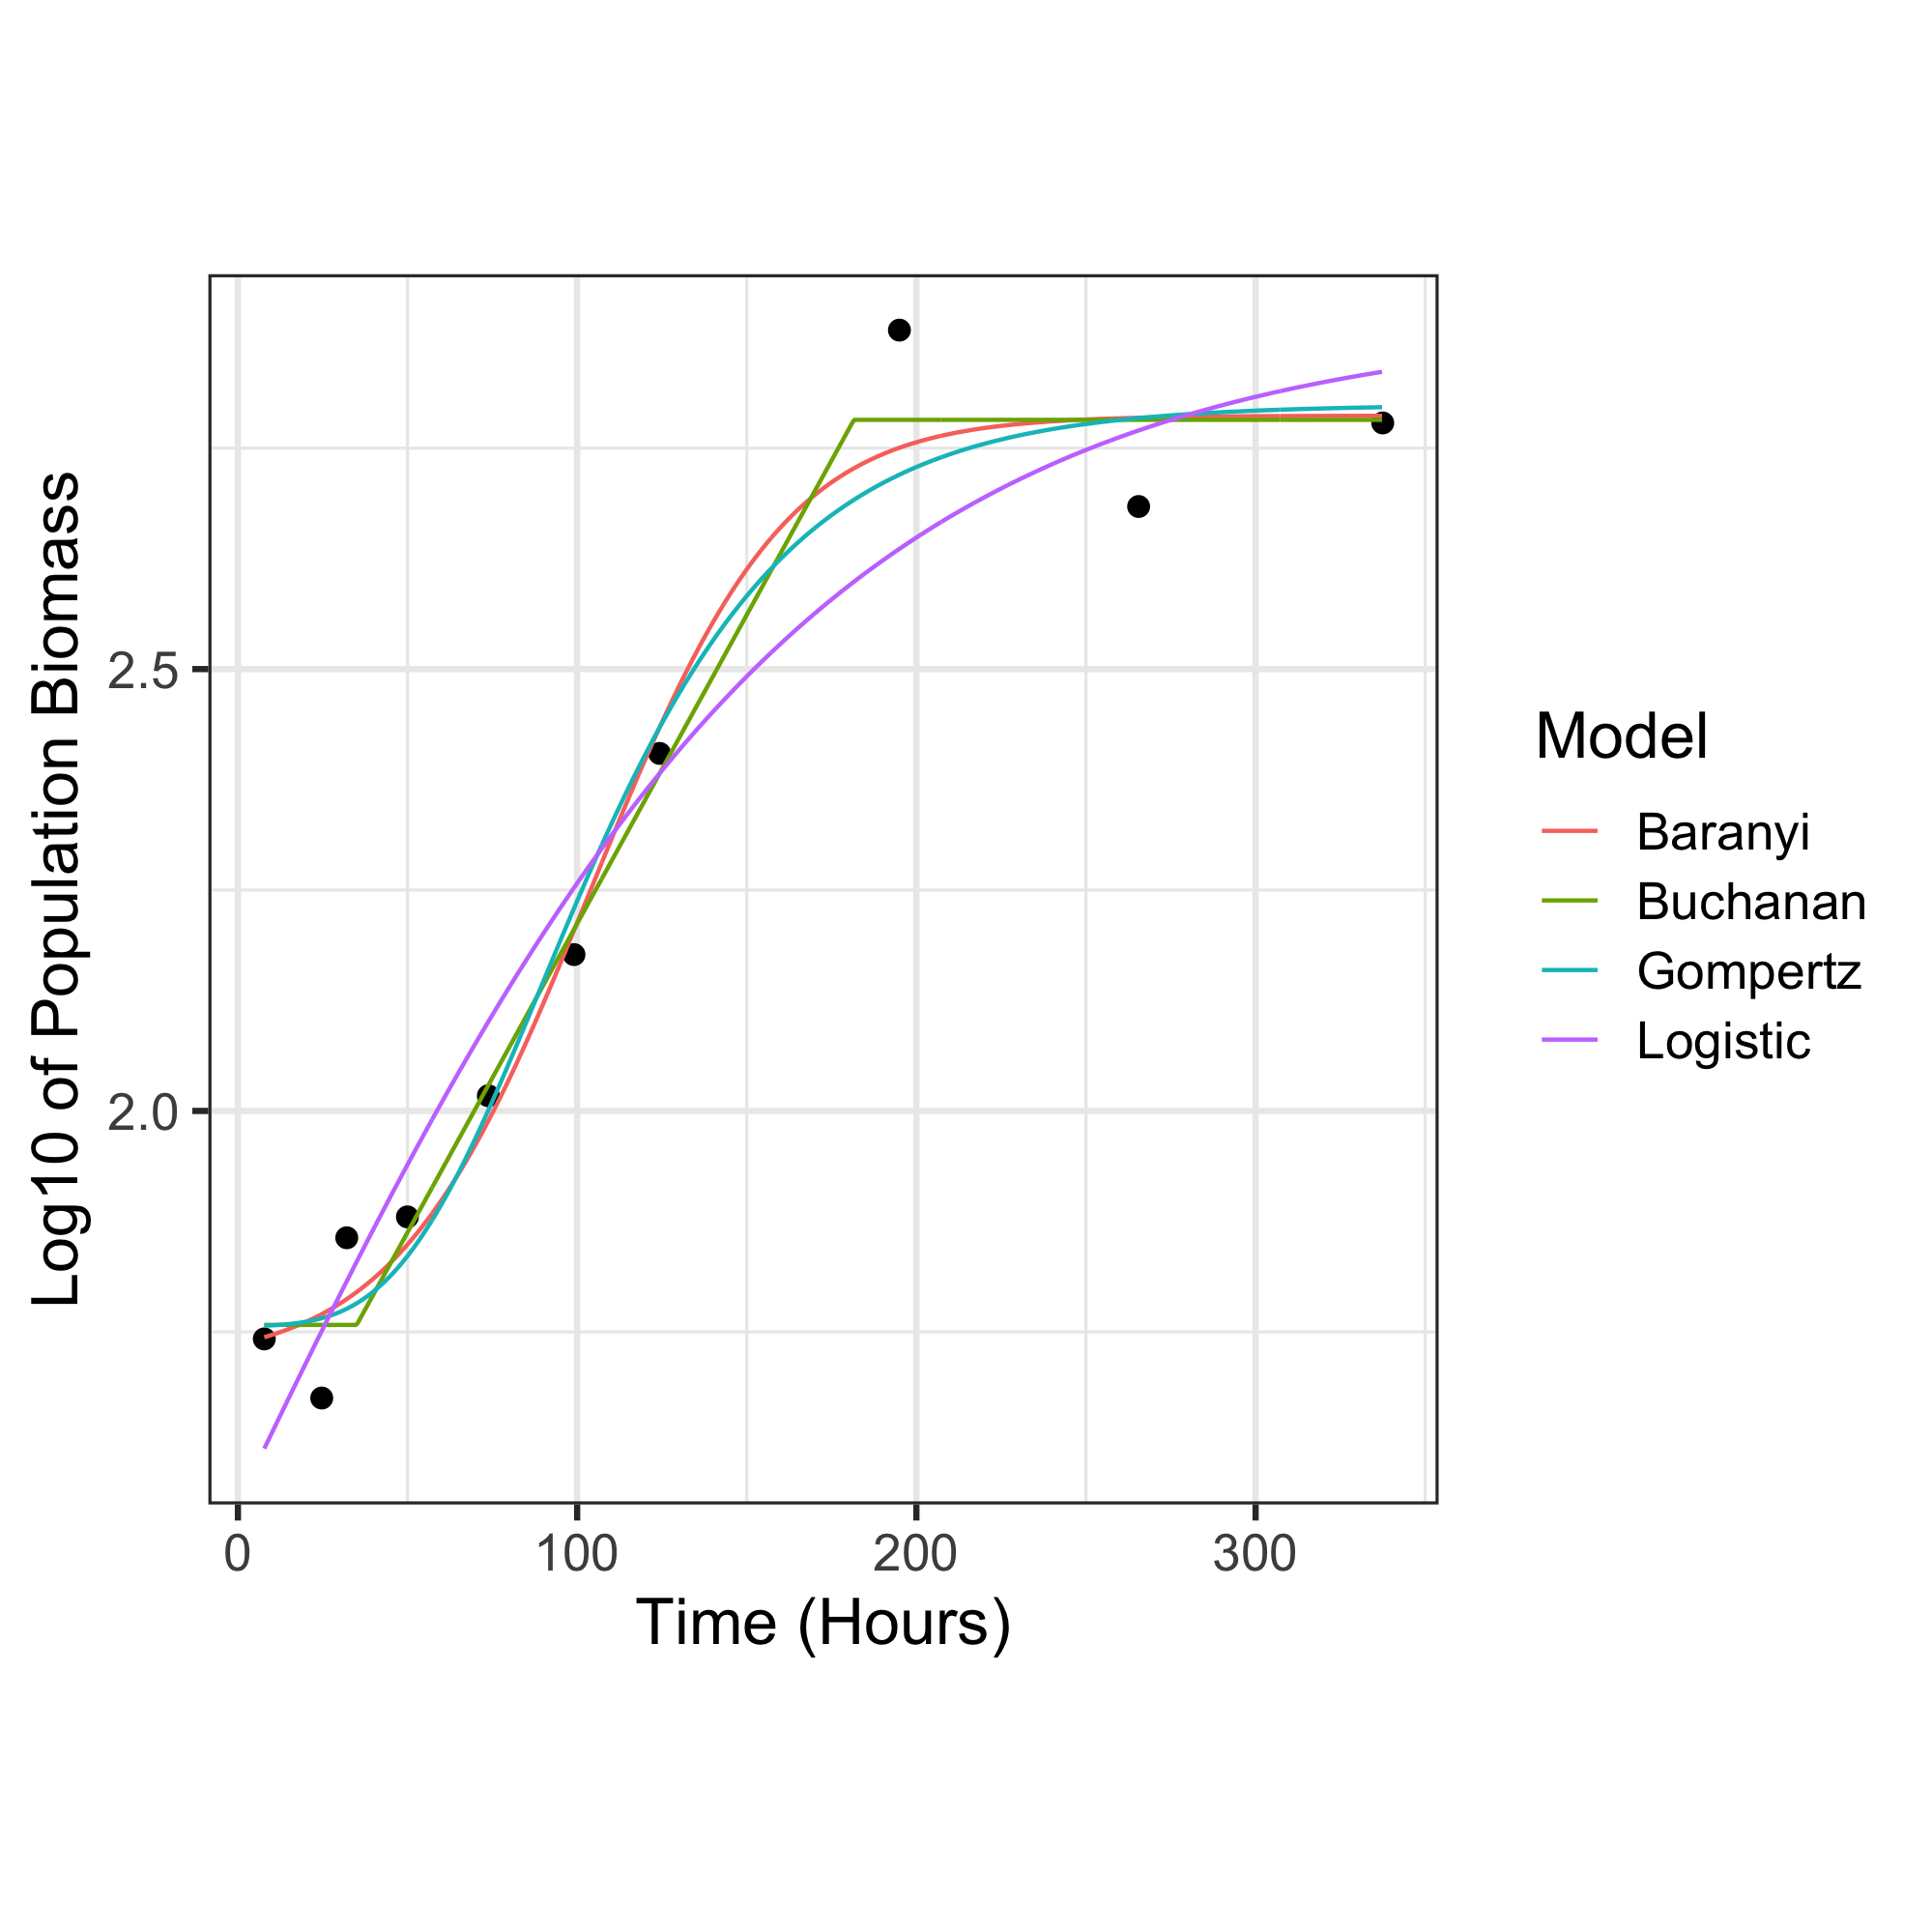 Log10 of Population Biomass
2.5
2.0
0 100 200 300
Time (Hours)
Model
Baranyi
Buchanan
Gompertz
Logistic